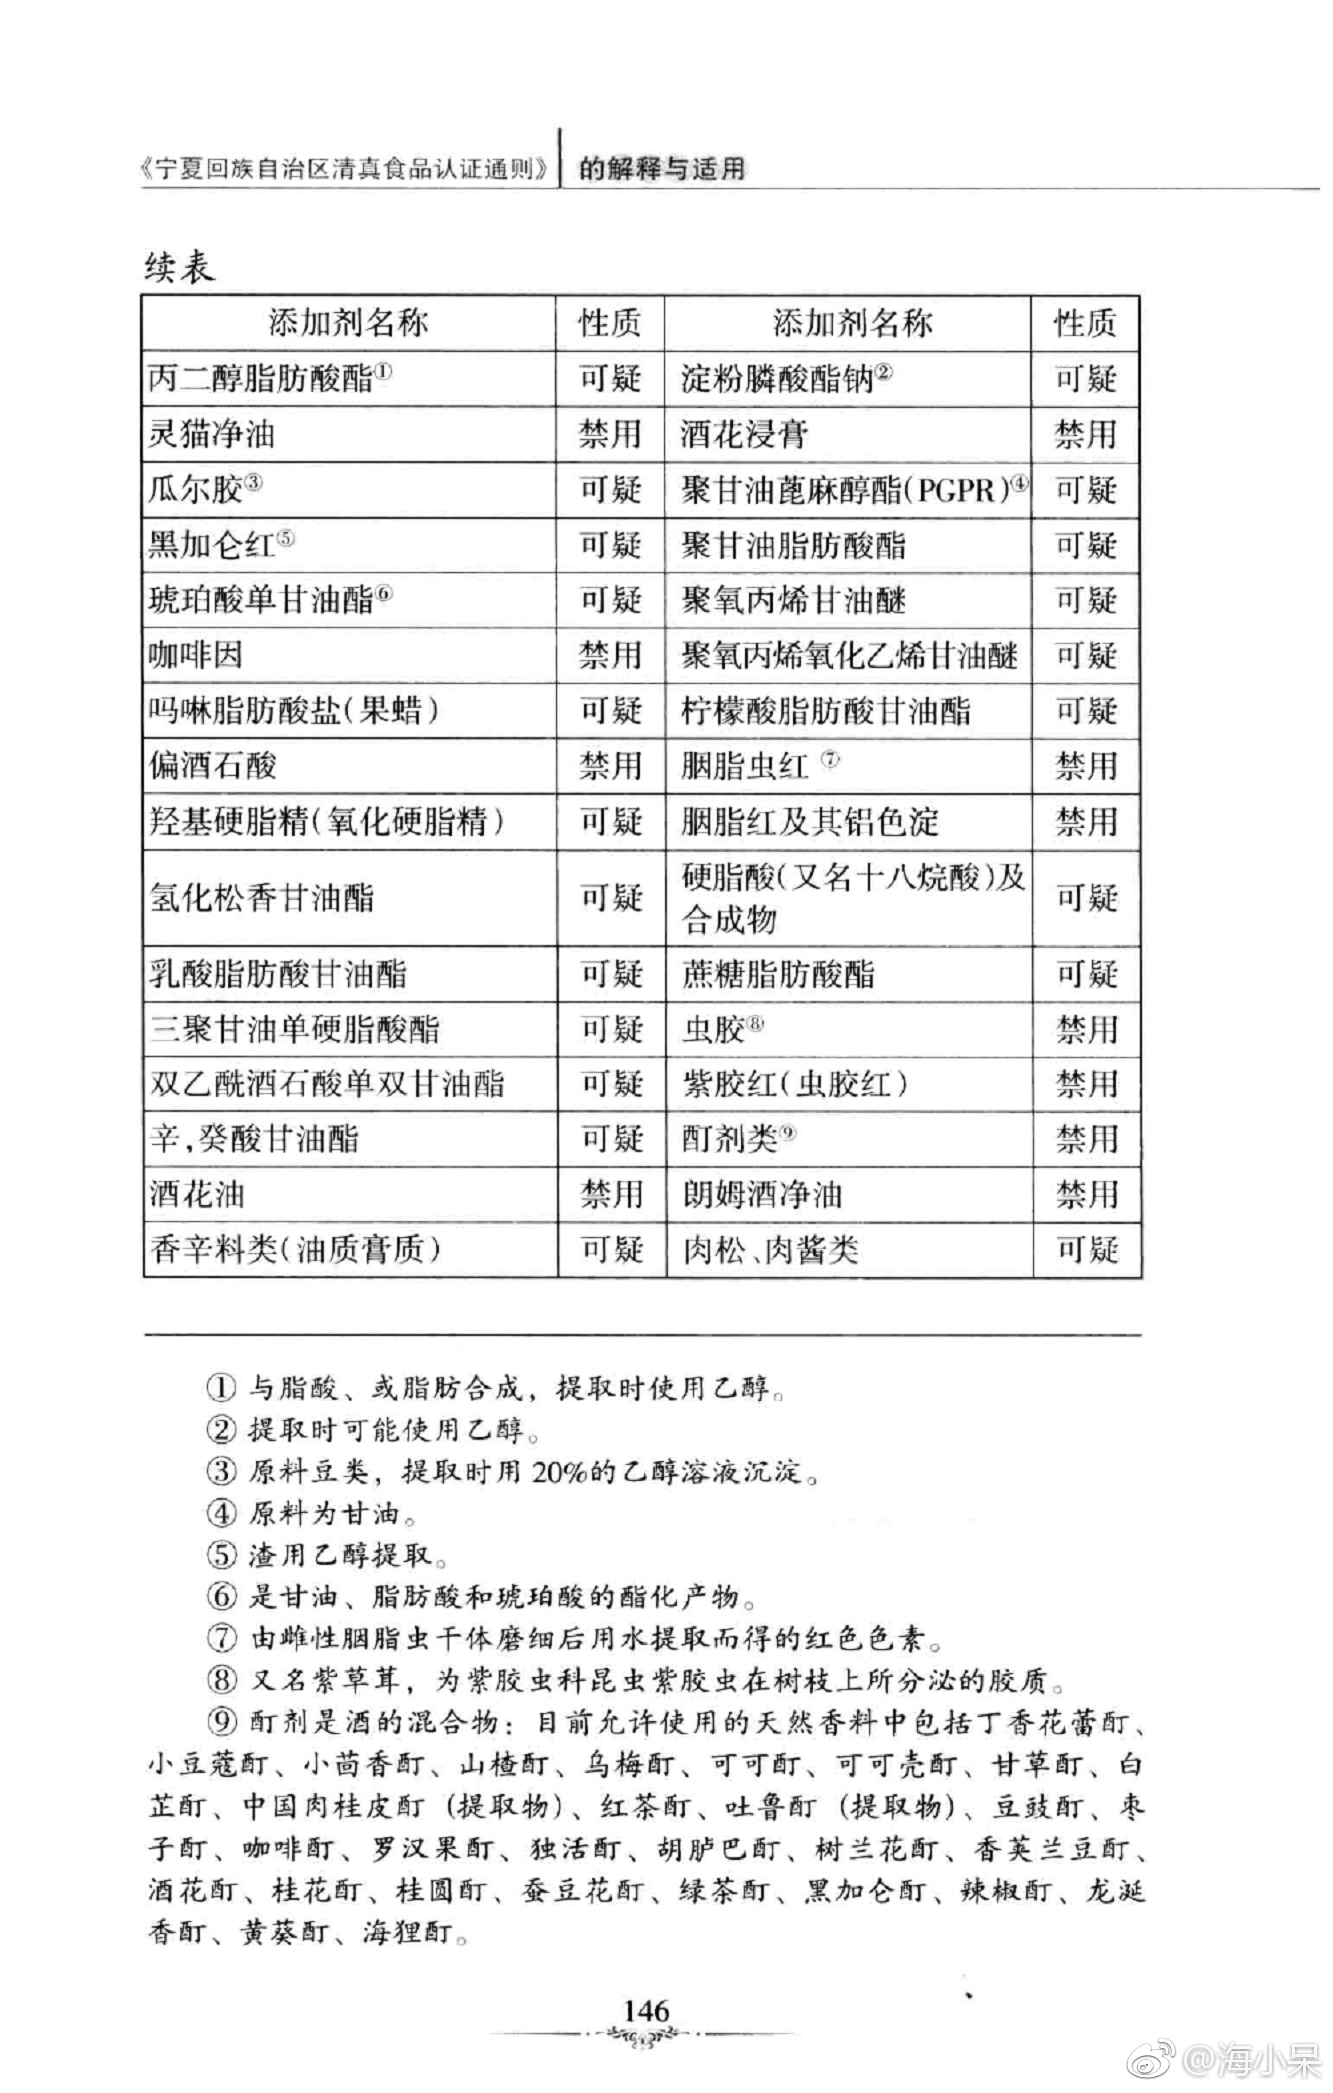 《宁夏回族自治区清真食品认证通则》 的解释与适用
续表
添加剂名称 性质 添加剂名称 性质
丙二醇脂肪酸酯① 可疑 淀粉膦酸酯钠② 可疑
灵猫净油 禁用 酒花浸膏 禁用
瓜尔胶③ 可疑 聚甘油蓖麻醇酯(PGPR)④ 可疑
黑加仑红⑤ 可疑 聚甘油脂肪酸酯 可疑
琥珀酸单甘油酯⑥ 可疑 聚氧丙烯甘油醚 可疑
咖啡因 禁用 聚氧丙烯氧化乙烯甘油醚 可疑
吗啉脂肪酸盐(果蜡) 可疑 柠檬酸脂肪酸甘油酯 可疑
偏酒石酸 禁用 胭脂虫红⑦ 禁用
羟基硬脂精(氧化硬脂精) 可疑 胭脂红及其铝色淀 禁用
氢化松香甘油酯 可疑 硬脂酸(又名十八烷酸)及
合成物 可疑
乳酸脂肪酸甘油酯 可疑 蔗糖脂肪酸酯 可疑
三聚甘油单硬脂酸酯 可疑 虫胶⑧ 禁用
双乙酰酒石酸单双甘油酯 可疑 紫胶红(虫胶红) 禁用
辛,癸酸甘油酯 可疑 酊剂类⑨ 禁用
酒花油 禁用 朗姆酒净油 禁用
香辛料类(油质膏质) 可疑 肉松、肉酱类 可疑
① 与脂酸、或脂肪合成，提取时使用乙醇。
② 提取时可能使用乙醇。
③ 原料豆类，提取时用 20%的乙醇溶液沉淀。
④ 原料为甘油。
⑤ 渣用乙醇提取。
⑥ 是甘油、脂肪酸和琥珀酸的酯化产物。
⑦ 由雌性胭脂虫干体磨细后用水提取而得的红色色素。
⑧ 又名紫草茸，为紫胶虫科昆虫紫胶虫在树枝上所分泌的胶质。
⑨ 酊剂是酒的混合物：目前允许使用的天然香料中包括丁香花蕾酊、
小豆蔻酊、小茴香酊、山楂酊、乌梅酊、可可酊、可可壳酊、甘草酊、白
芷酊、中国肉桂皮酊（提取物）、红茶酊、吐鲁酊（提取物）、豆豉酊、枣
子酊、咖啡酊、罗汉果酊、独活酊、胡胪巴酊、树兰花酊、香荚兰豆酊、
酒花酊、桂花酊、桂圆酊、蚕豆花酊、绿茶酊、黑加仑酊、辣椒酊、龙涎
香酊、黄葵酊、海狸酊。
146
@海小呆